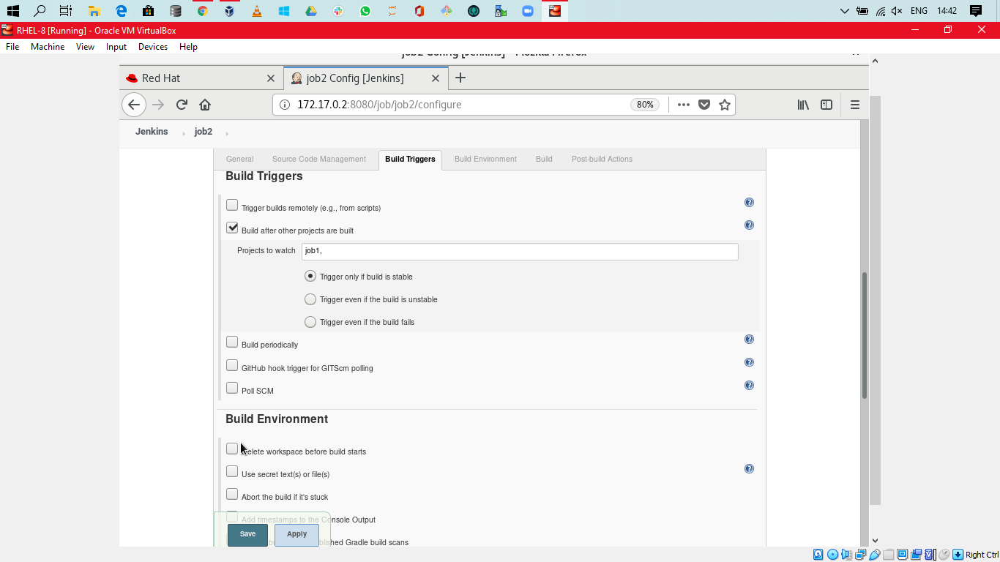 ENG 14:42
RHEL-8 [Running] - Oracle VM VirtualBox
File Machine View Input Devices Help
job2 Config [Jenkins] - Mozilla Firefox
Red Hat
job2 Config [Jenkins]
172.17.0.2:8080/job/job2/configure
80%
Jenkins
job2
General Source Code Management Build Triggers Build Environment Build Post-build Actions
Build Triggers
Trigger builds remotely (e.g., from scripts)
Build after other projects are built
Projects to watch job1,
Trigger only if build is stable
Trigger even if the build is unstable
Trigger even if the build fails
Build periodically
GitHub hook trigger for GITScm polling
Poll SCM
Build Environment
Delete workspace before build starts
Use secret text(s) or file(s)
Abort the build if it's stuck
Add timestamps to the Console Output
Save Apply
Gradle build scans
Right Ctrl